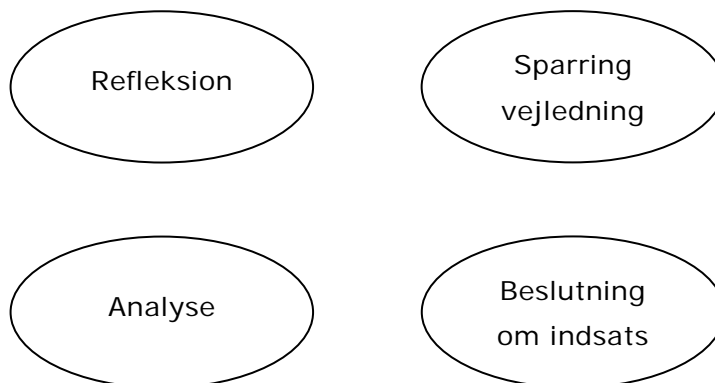 Refleksion
Sparring
vejledning
Analyse
Beslutning
om indsats